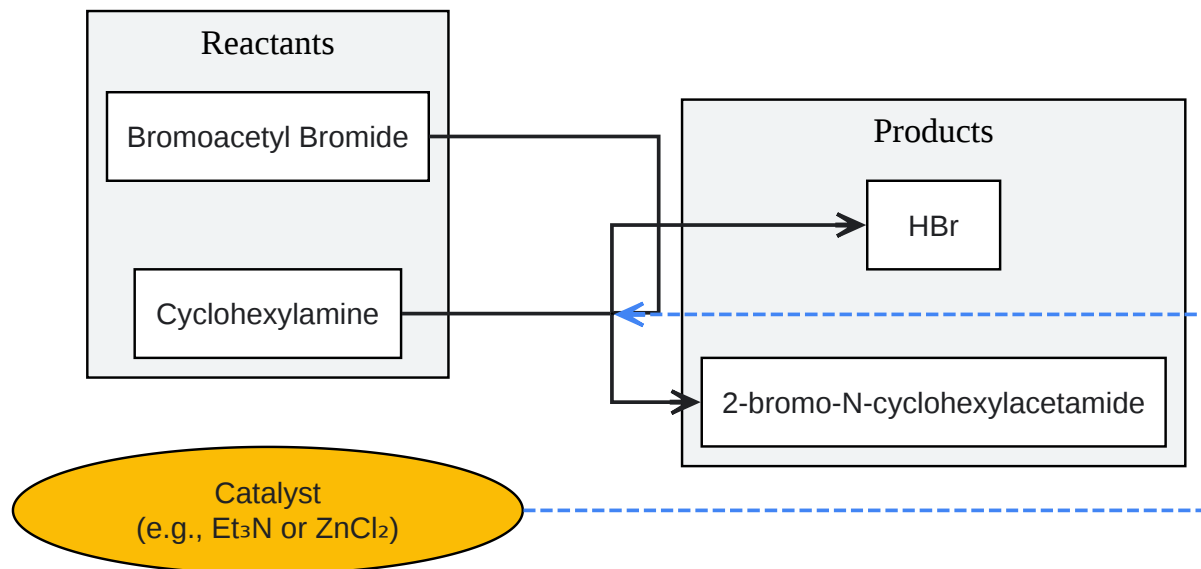 Reactants
Bromoacetyl Bromide
Cyclohexylamine
Products
HBr
2-bromo-N-cyclohexylacetamide
Catalyst
(e.g., Et₃N or ZnCl₂)